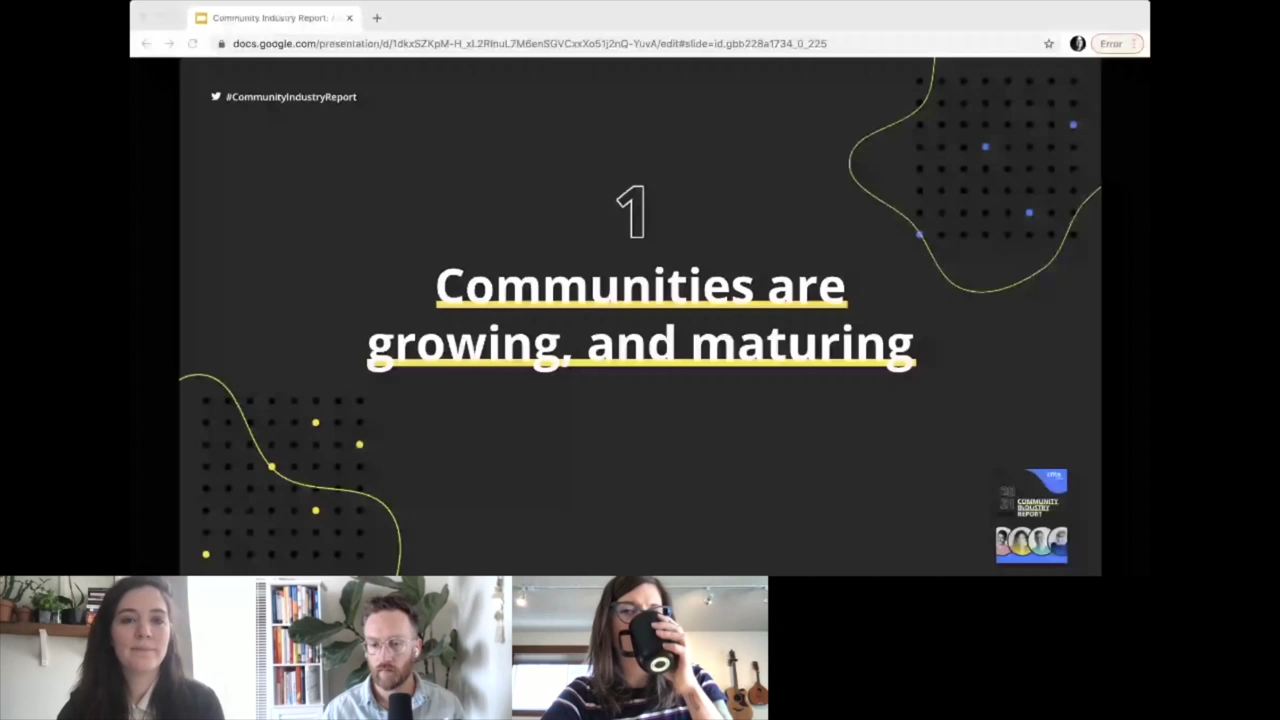 Community Industry Report:
docs.google.com/presentation/d/1dkxSZKpM-H_xL2RInuL7M6enSGVCxxXo51j2nQ-YuvA/edit#slide=id.gbb228a1734_0_225
Error
#CommunityIndustryReport
1
Communities are
growing, and maturing
COMMUNITY
INDUSTRY
REPORT